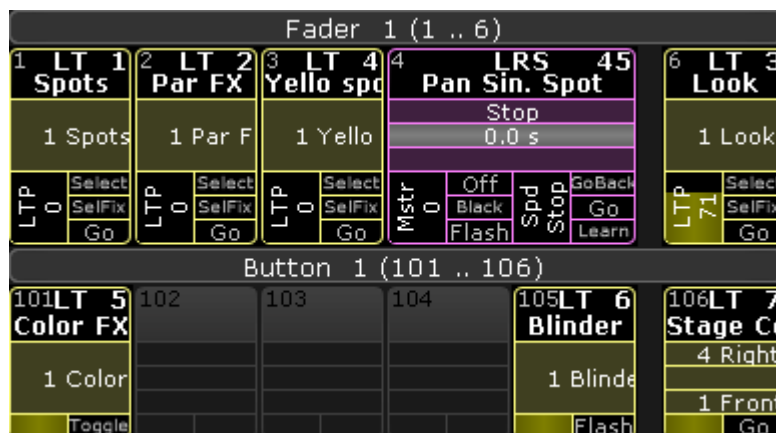 Fader 1 (1 .. 6)
1 LT 1 2 LT 2 3 LT 4 4 LRS 45 6 LT 3
Spots Par FX Yello spo Pan Sin. Spot Look
Stop
1 Spots 1 Par F 1 Yello 0.0 s 1 Look
LTP 0 Select LTP 0 Select LTP 0 Select Mstr 0 Off Spd Stop GoBack LTP 71 Selec
SelFix SelFix SelFix Black Go SelFix
Go Go Go Flash Learn Go
Button 1 (101 .. 106)
101 LT 5 102 103 104 105 LT 6 106 LT 7
Color FX Blinder Stage Co
4 Right
1 Color 1 Blinde
1 Front
Toggle Flash Go